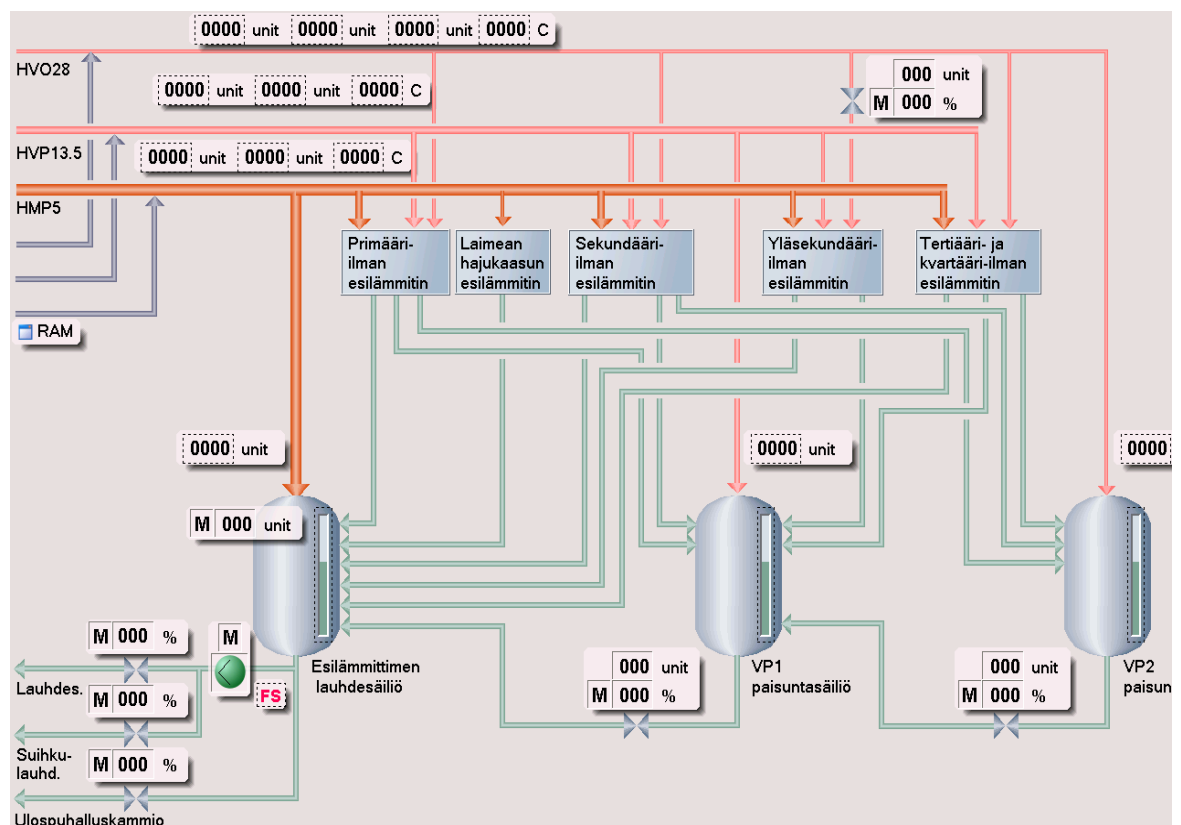 0000 unit 0000 unit 0000 unit 0000 C
HVO28
000 unit
M 000 %
0000 unit 0000 unit 0000 C
HVP13.5
0000 unit 0000 unit 0000 C
HMP5
Primääri-
ilman
esilämmitin
Laimean
hajukaasun
esilämmitin
Sekundääri-
ilman
esilämmitin
Yläsekundääri-
ilman
esilämmitin
Tertiääri- ja
kvartääri-ilman
esilämmitin
RAM
0000 unit
0000 unit
0000
M 000 unit
M 000 %
M
Lauhdes.
FS
Esilämmittimen
lauhdesäiliö
000 unit
M 000 %
VP1
paisuntasäiliö
000 unit
M 000 %
VP2
paisun
M 000 %
Suihku-
lauhd.
M 000 %
Ulospuhalluskammio